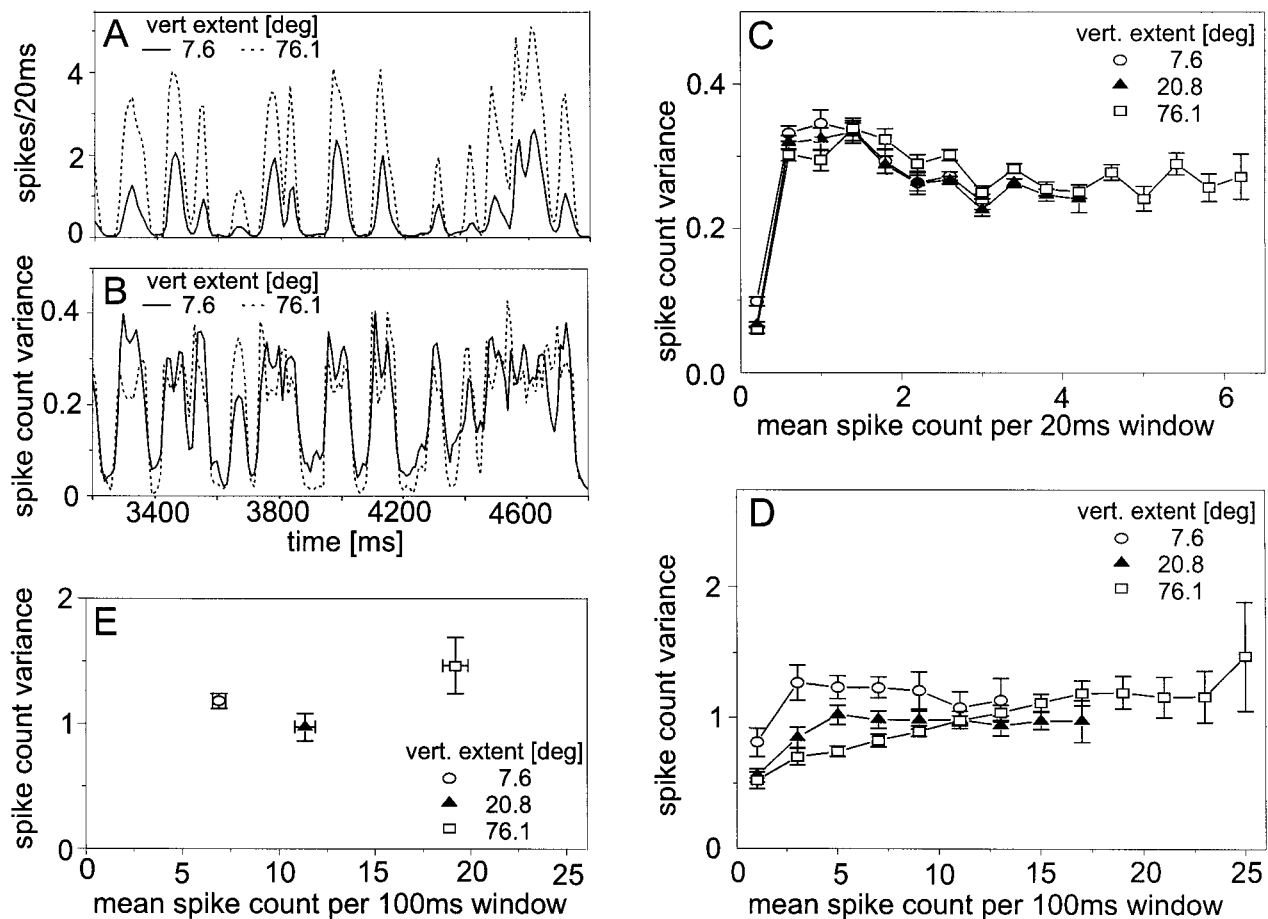 A
vert extent [deg]
7.6 76.1
4
2
0
spikes/20ms
B
vert extent [deg]
7.6 76.1
0.4
0.2
0
spike count variance
3400 3800 4200 4600
time [ms]
E
2
1
0
spike count variance
vert. extent [deg]
7.6
20.8
76.1
0 5 10 15 20 25
mean spike count per 100ms window
C
vert. extent [deg]
7.6
20.8
76.1
0.4
0.2
0.0
spike count variance
0 2 4 6
mean spike count per 20ms window
D
vert. extent [deg]
7.6
20.8
76.1
2
1
0
spike count variance
0 5 10 15 20 25
mean spike count per 100ms window